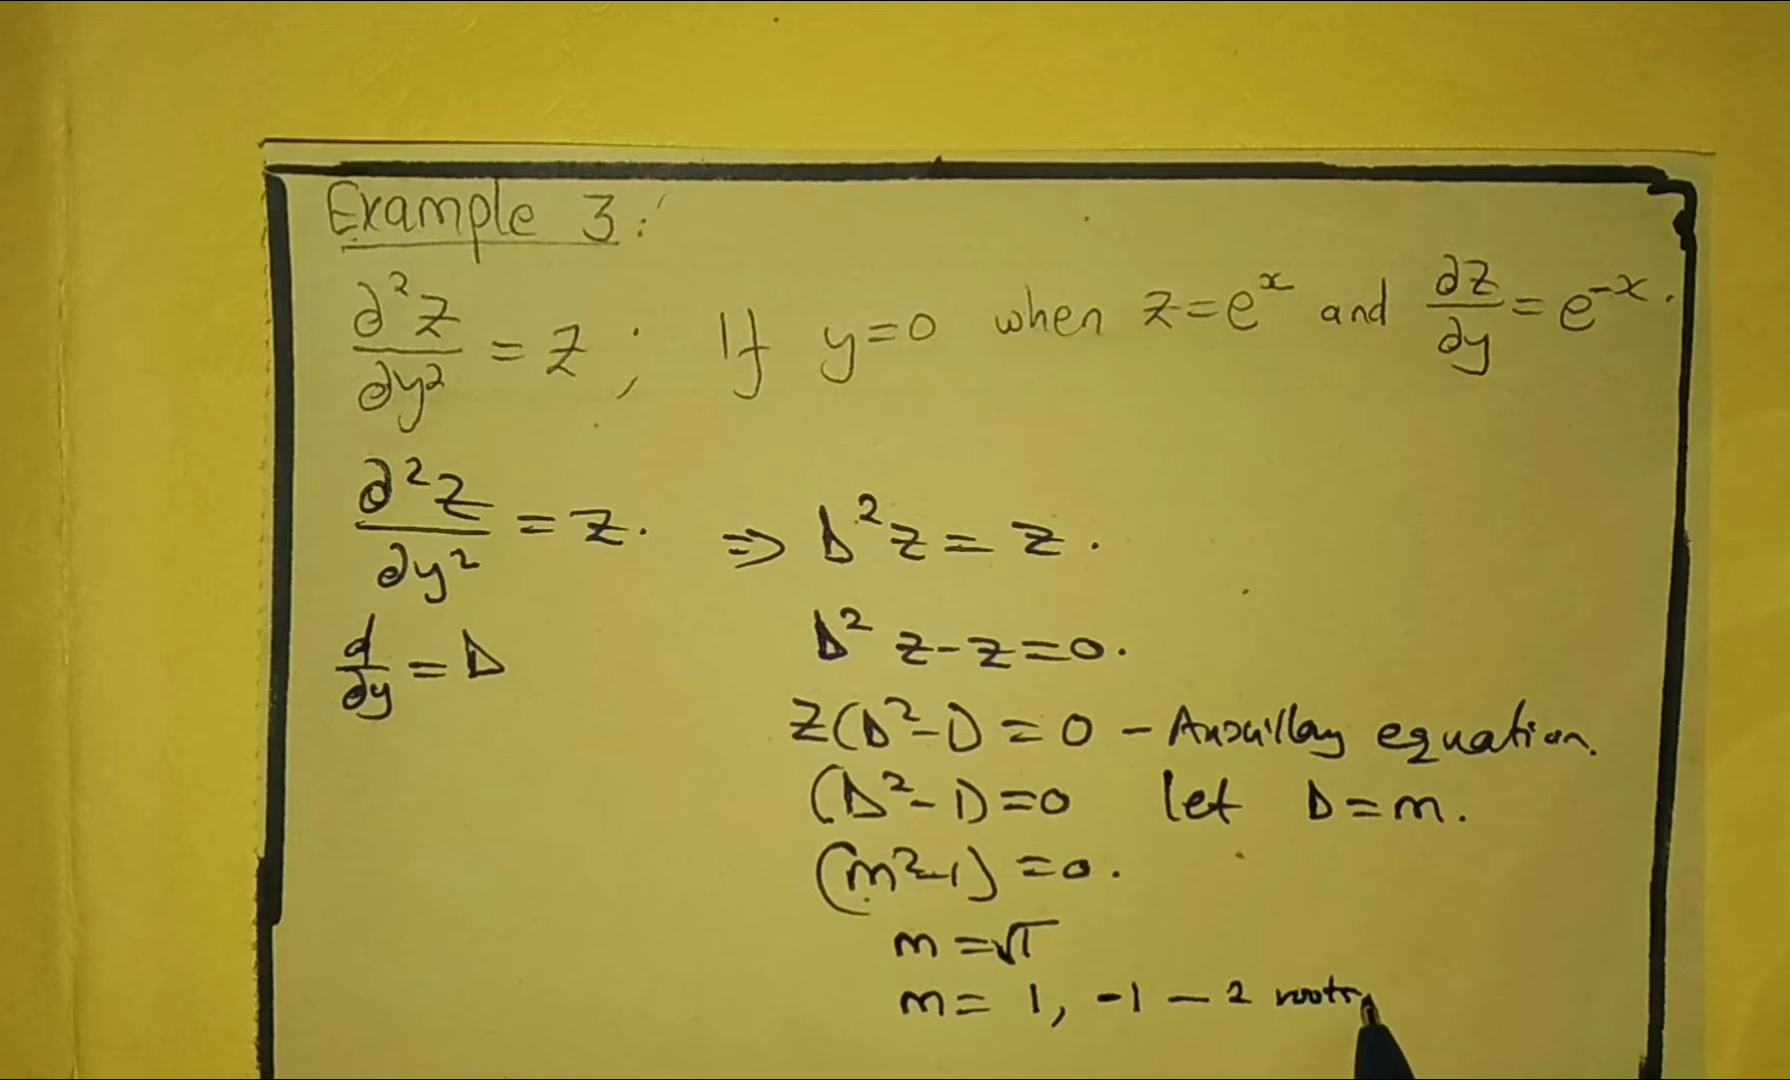 Example 3:
∂²z/∂y² = z ; If y=0 when z=eˣ and ∂z/∂y = e⁻ˣ.
∂²z/∂y² = z. ⇒ D²z = z.
d/∂y = D
D² z-z=0.
z(D²-1) = 0 - Auxillary equation.
(D²-1)=0 let D=m.
(m²-1) =0.
m =√1
m= 1, -1 — 2 roots